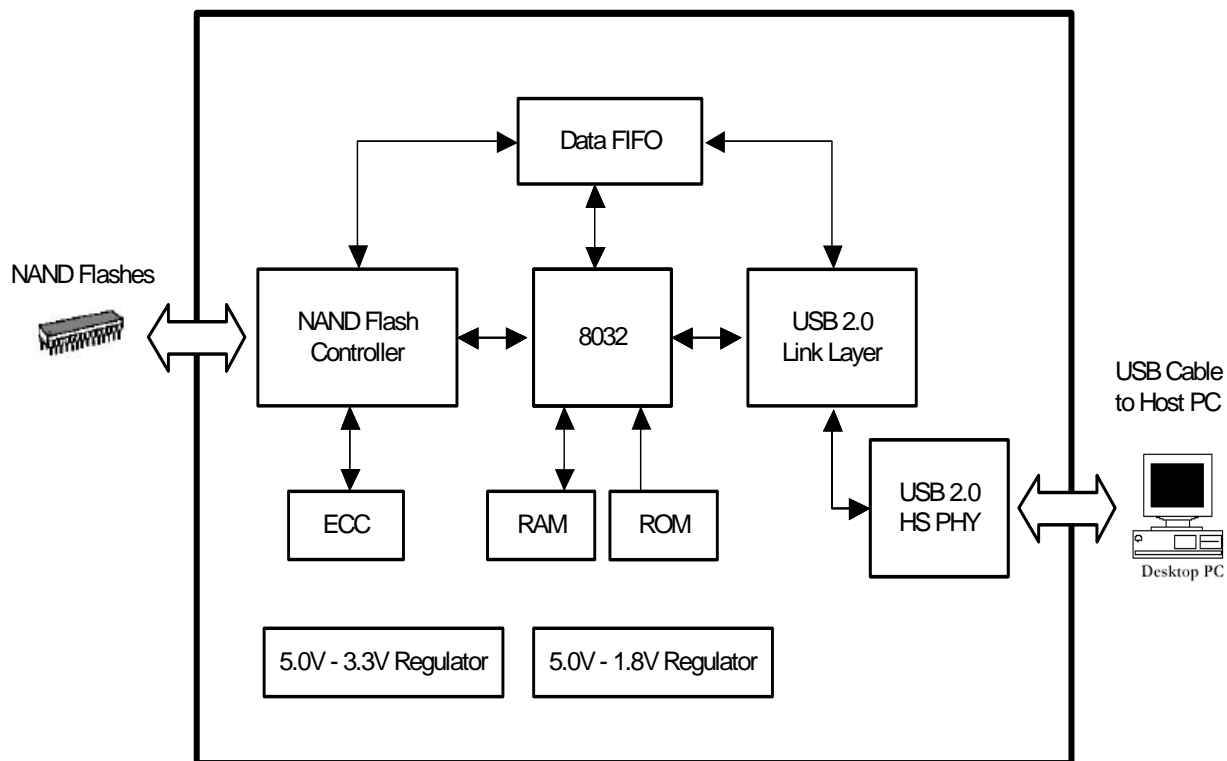 Data FIFO
NAND Flashes
NAND Flash
Controller
8032
USB 2.0
Link Layer
USB Cable
to Host PC
ECC
RAM
ROM
USB 2.0
HS PHY
Desktop PC
5.0V - 3.3V Regulator
5.0V - 1.8V Regulator